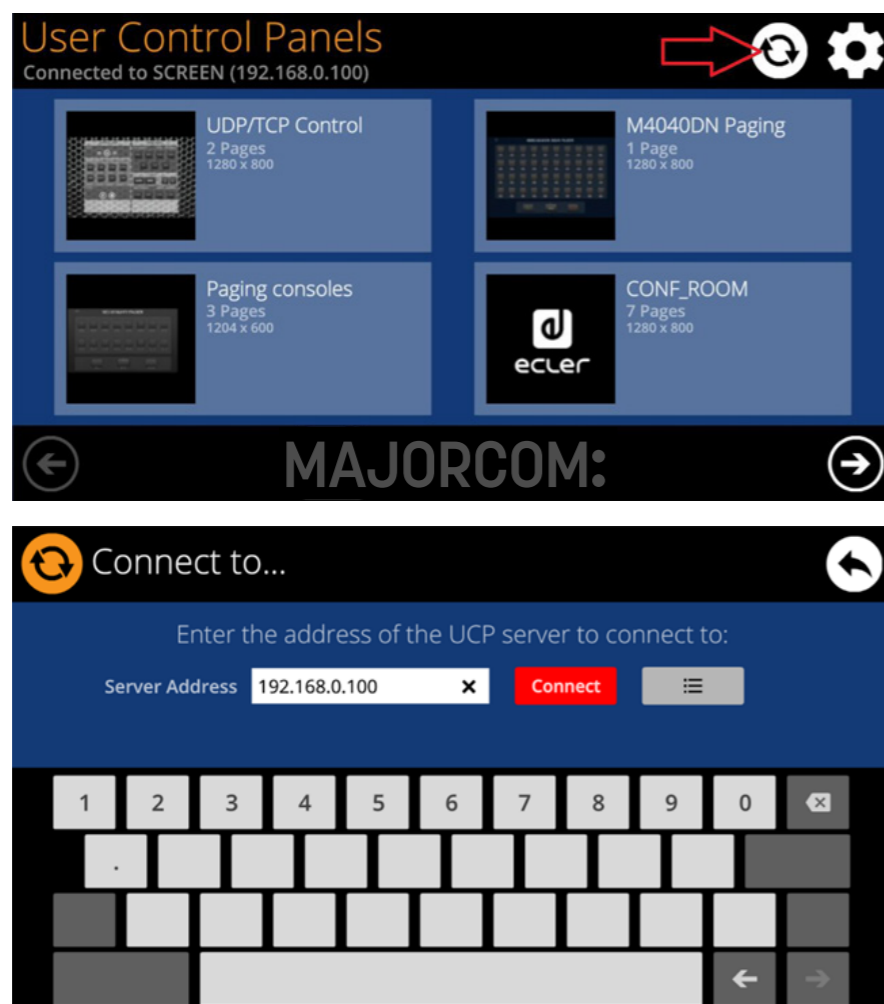 User Control Panels
Connected to SCREEN (192.168.0.100)
UDP/TCP Control
2 Pages
1280 x 800
M4040DN Paging
1 Page
1280 x 800
Paging consoles
3 Pages
1204 x 600
CONF_ROOM
7 Pages
1280 x 800
ecler
MAJORCOM:
Connect to...
Enter the address of the UCP server to connect to:
Server Address 192.168.0.100 Connect
1 2 3 4 5 6 7 8 9 0
.